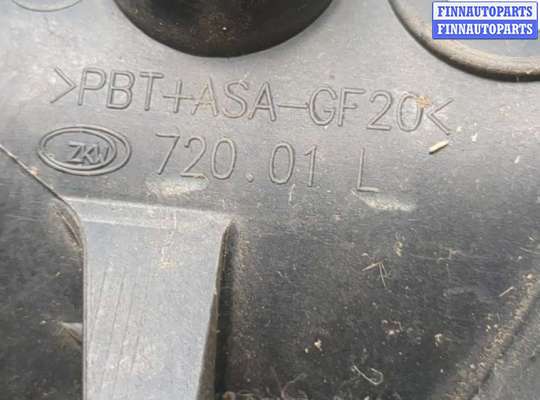 FINNAUTOPARTS
FINNAUTOPARTS
>PBT+ASA-GF20<
ZKW 720.01 L